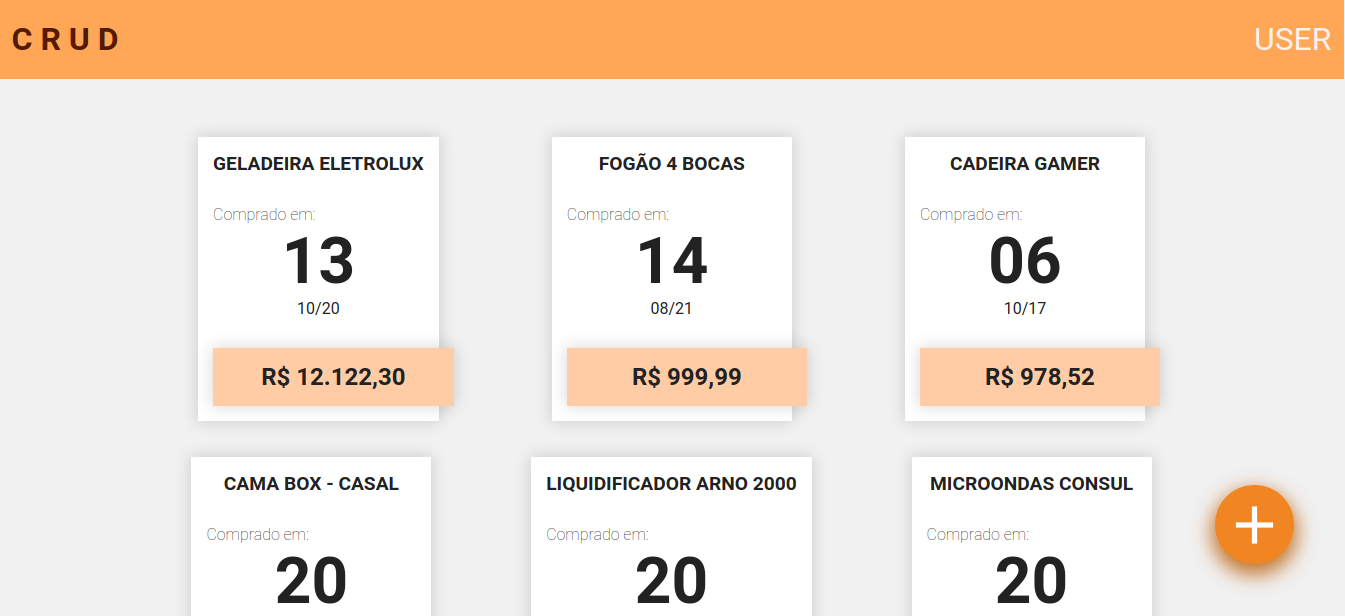 CRUD
USER
GELADEIRA ELETROLUX
Comprado em:
13
10/20
R$ 12.122,30
FOGÃO 4 BOCAS
Comprado em:
14
08/21
R$ 999,99
CADEIRA GAMER
Comprado em:
06
10/17
R$ 978,52
CAMA BOX - CASAL
Comprado em:
20
LIQUIDIFICADOR ARNO 2000
Comprado em:
20
MICROONDAS CONSUL
Comprado em:
20